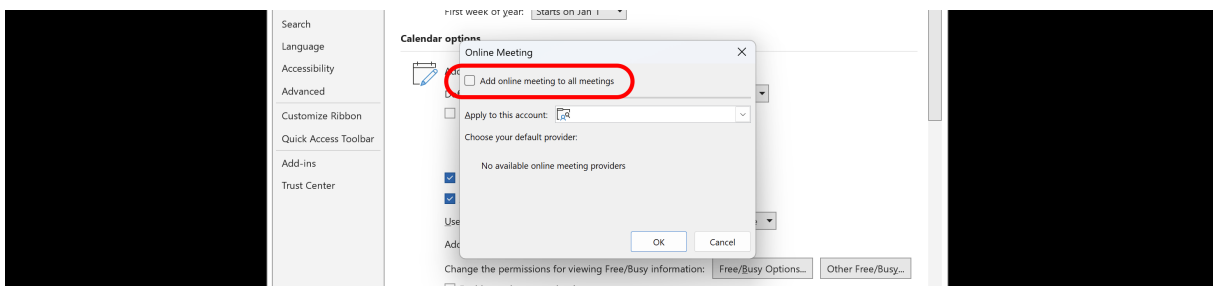 First week of year: Starts on Jan 1
Search
Calendar options
Language
Online Meeting
Accessibility
Add online meeting to all meetings
Advanced
Customize Ribbon
Apply to this account:
Quick Access Toolbar
Choose your default provider:
Add-ins
No available online meeting providers
Trust Center
Use
OK
Cancel
Change the permissions for viewing Free/Busy information:
Free/Busy Options...
Other Free/Busy...